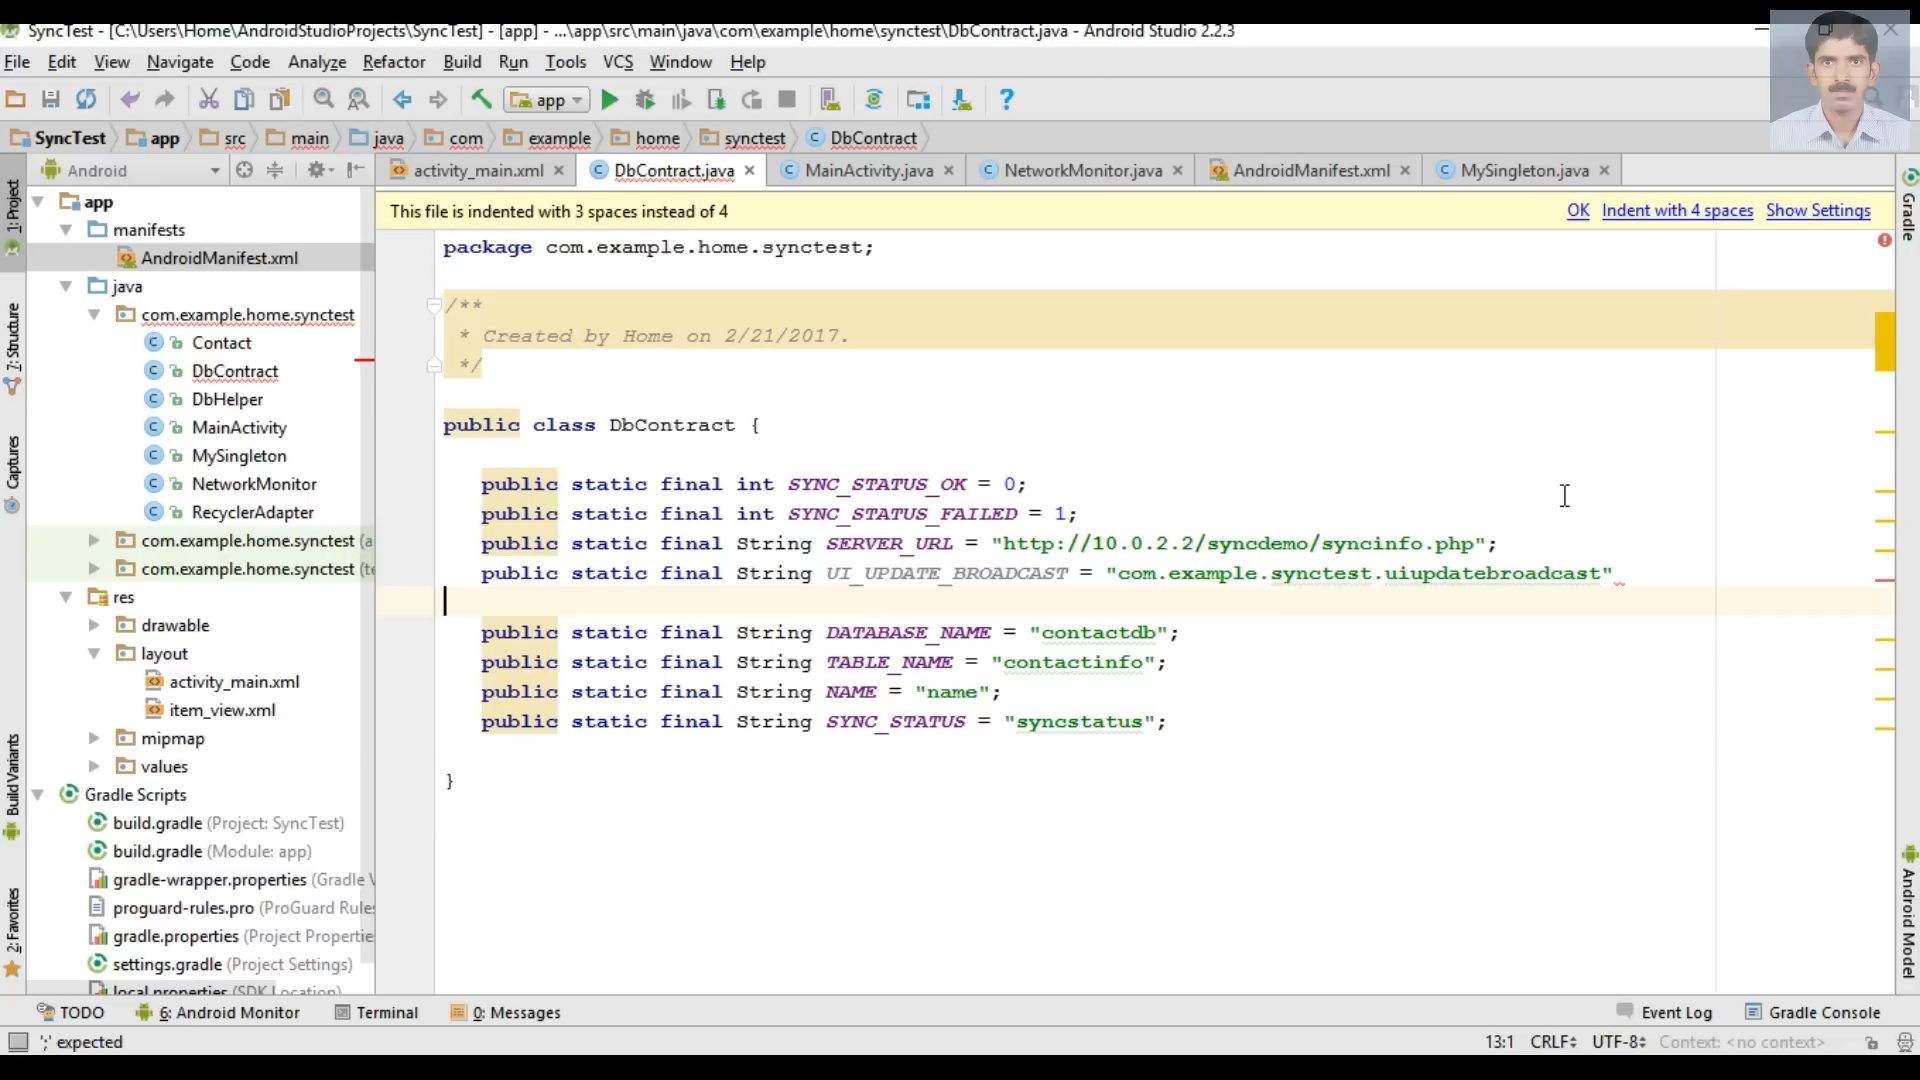 SyncTest - [C:\Users\Home\AndroidStudioProjects\SyncTest] - [app] - ...\app\src\main\java\com\example\home\synctest\DbContract.java - Android Studio 2.2.3
File Edit View Navigate Code Analyze Refactor Build Run Tools VCS Window Help
app
SyncTest app src main java com example home synctest DbContract
Android
activity_main.xml DbContract.java MainActivity.java NetworkMonitor.java AndroidManifest.xml MySingleton.java
This file is indented with 3 spaces instead of 4 OK Indent with 4 spaces Show Settings
1: Project
7: Structure
Captures
Build Variants
2: Favorites
app
manifests
AndroidManifest.xml
java
com.example.home.synctest
Contact
DbContract
DbHelper
MainActivity
MySingleton
NetworkMonitor
RecyclerAdapter
com.example.home.synctest (a
com.example.home.synctest (te
res
drawable
layout
activity_main.xml
item_view.xml
mipmap
values
Gradle Scripts
build.gradle (Project: SyncTest)
build.gradle (Module: app)
gradle-wrapper.properties (Gradle V
proguard-rules.pro (ProGuard Rules
gradle.properties (Project Propertie
settings.gradle (Project Settings)
local.properties (SDK Location)
package com.example.home.synctest;
/**
* Created by Home on 2/21/2017.
*/
public class DbContract {
public static final int SYNC_STATUS_OK = 0;
public static final int SYNC_STATUS_FAILED = 1;
public static final String SERVER_URL = "http://10.0.2.2/syncdemo/syncinfo.php";
public static final String UI_UPDATE_BROADCAST = "com.example.synctest.uiupdatebroadcast"
public static final String DATABASE_NAME = "contactdb";
public static final String TABLE_NAME = "contactinfo";
public static final String NAME = "name";
public static final String SYNC_STATUS = "syncstatus";
}
Gradle
Android Model
TODO 6: Android Monitor Terminal 0: Messages Event Log Gradle Console
';' expected 13:1 CRLF UTF-8 Context: <no context>